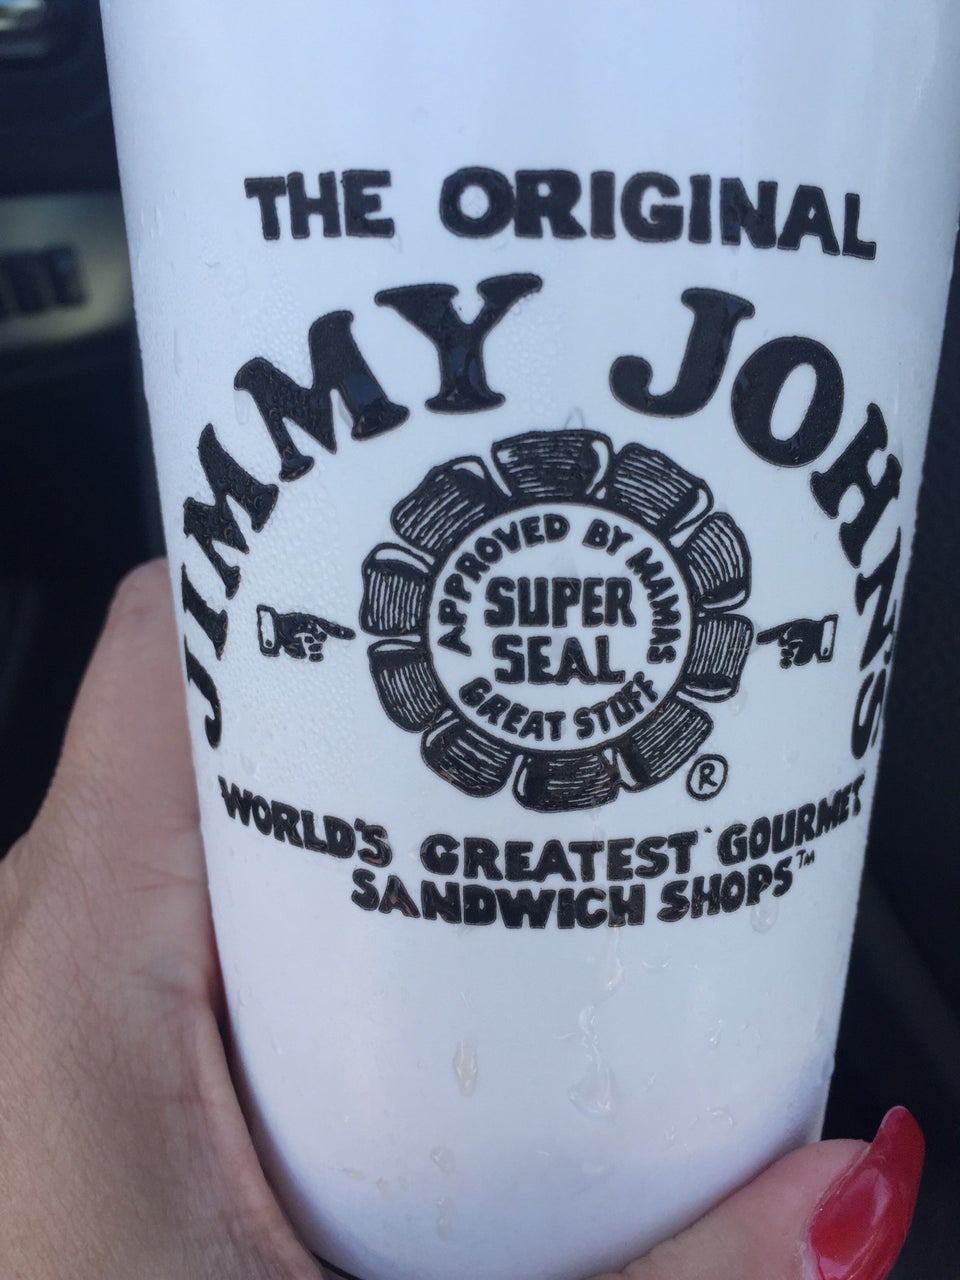 THE ORIGINAL
JIMMY JOHN'S
APPROVED BY MAMAS
SUPER
SEAL
GREAT STUFF
®
WORLD'S GREATEST GOURMET
SANDWICH SHOPS™